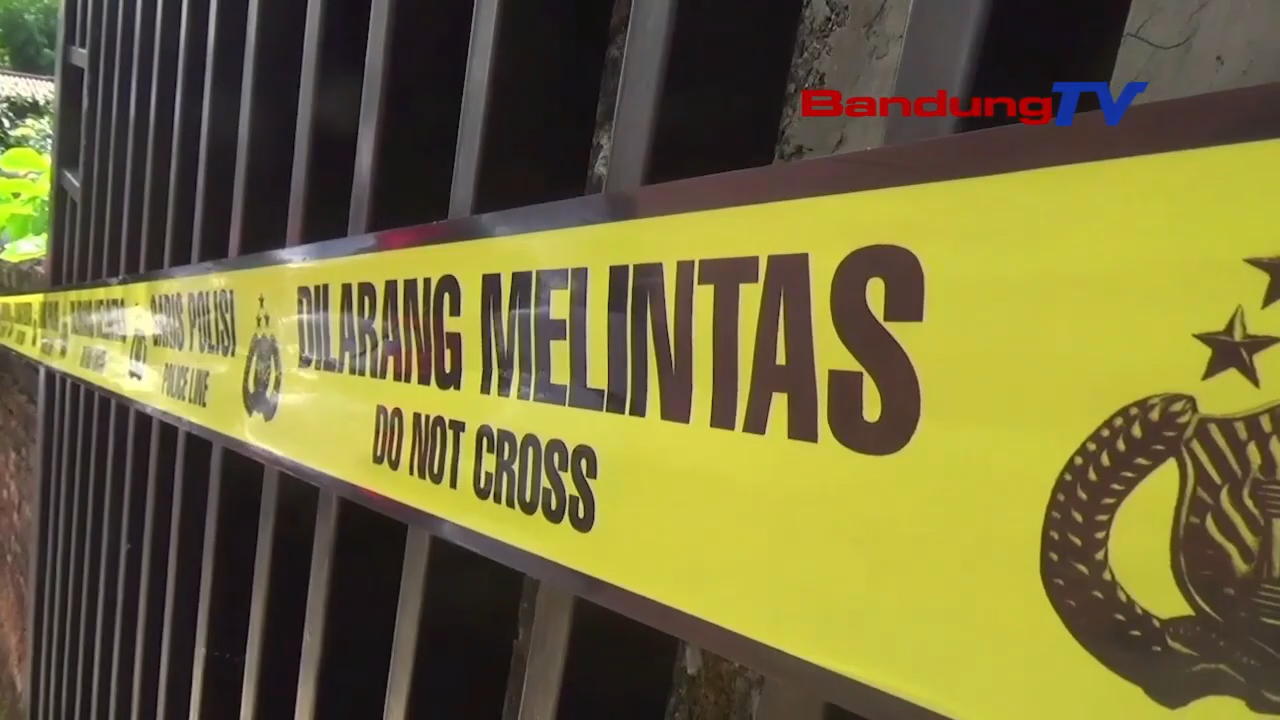 BandungTV
GARIS POLISI
POLICE LINE
DILARANG MELINTAS
DO NOT CROSS